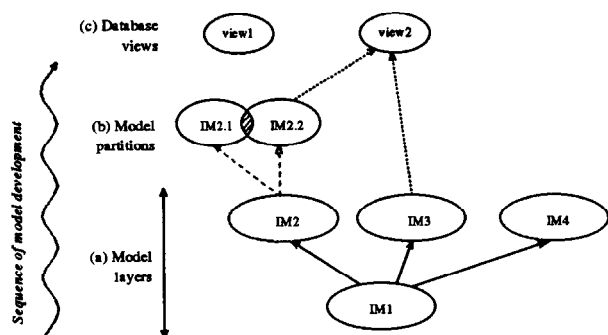 (c) Database
views
view1
view2
(b) Model
partitions
IM2.1
IM2.2
IM2
IM3
IM4
(a) Model
layers
IM1
Sequence of model development